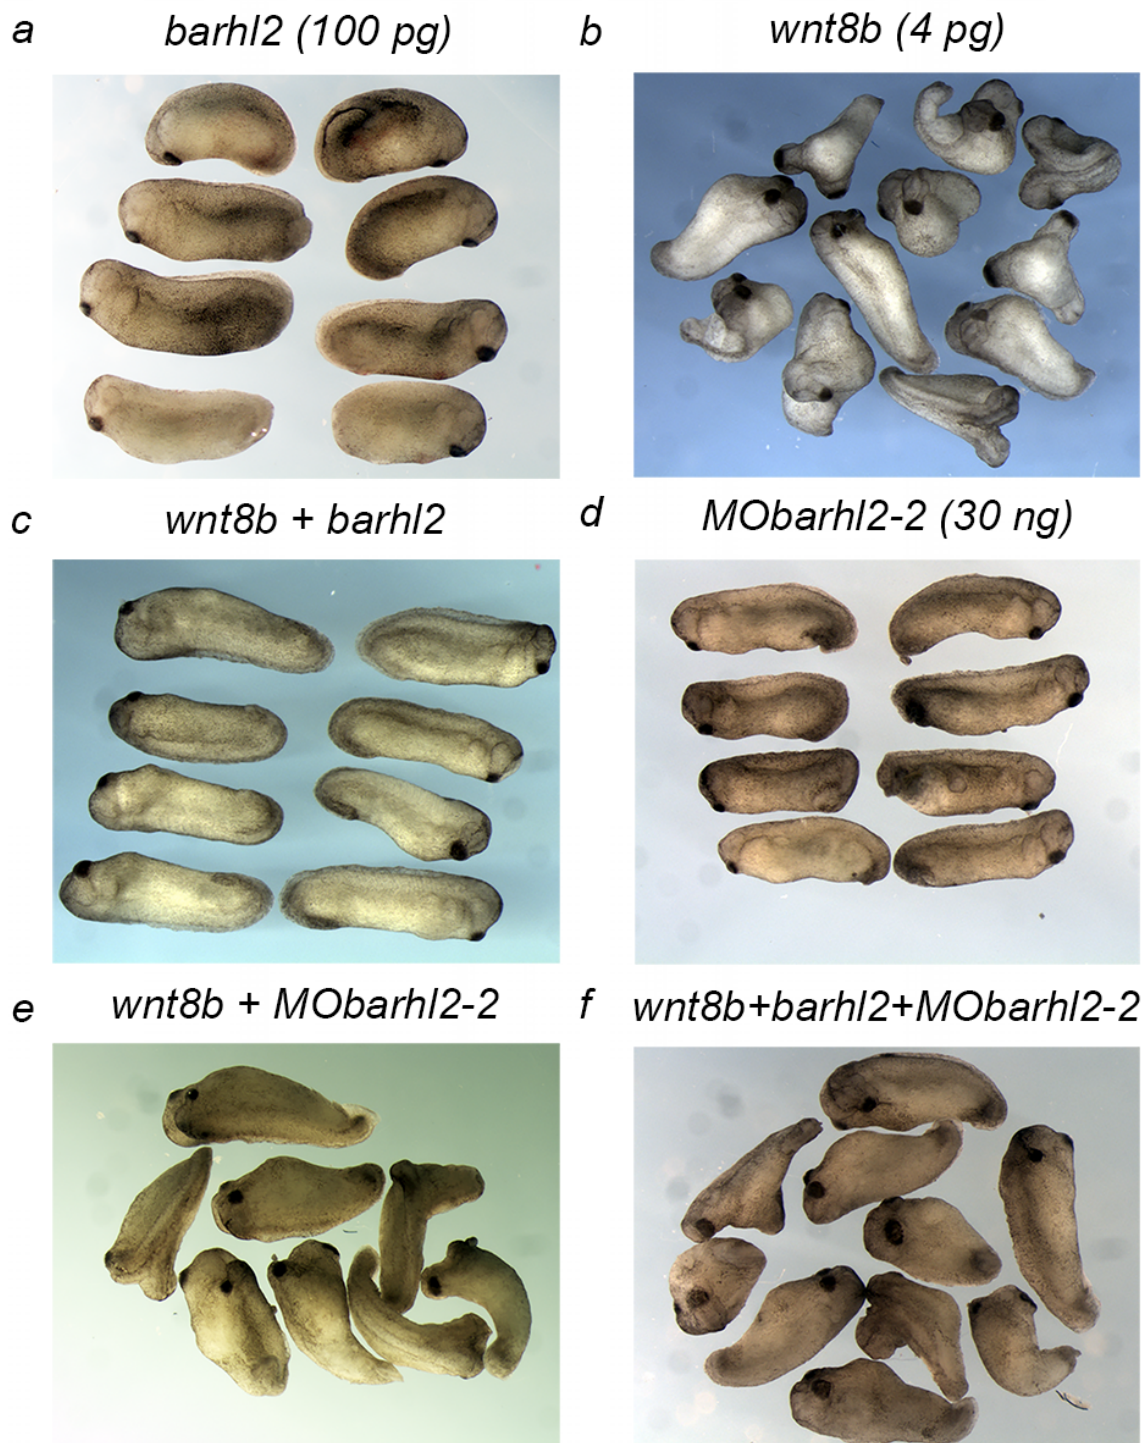 a barhl2 (100 pg)
b wnt8b (4 pg)
c wnt8b + barhl2
d MObarhl2-2 (30 ng)
e wnt8b + MObarhl2-2
f wnt8b+barhl2+MObarhl2-2